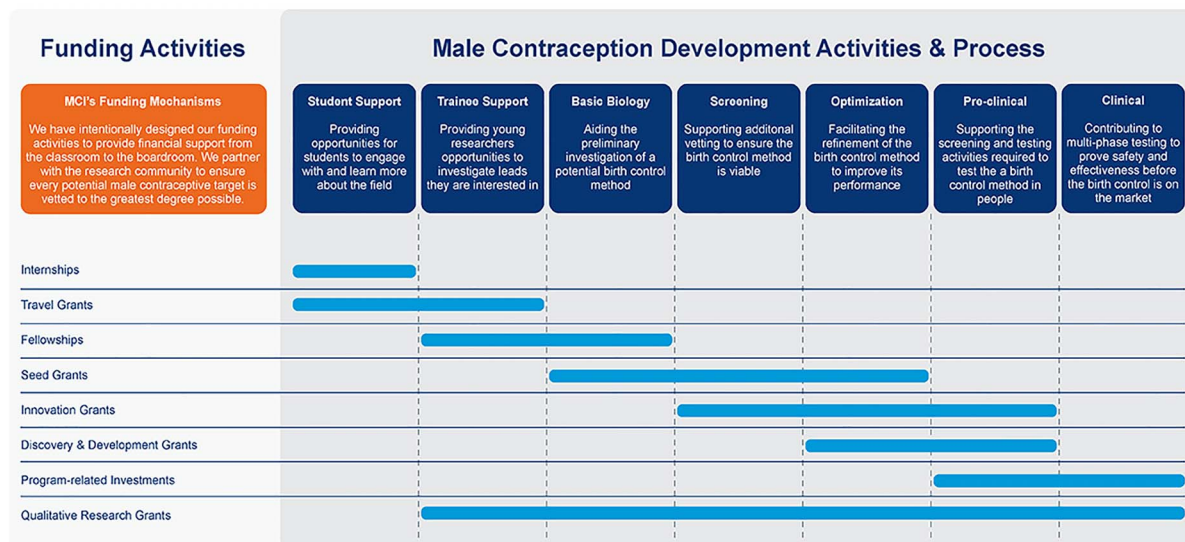 Funding Activities
Male Contraception Development Activities & Process
MCI's Funding Mechanisms
We have intentionally designed our funding
activities to provide financial support from
the classroom to the boardroom. We partner
with the research community to ensure
every potential male contraceptive target is
vetted to the greatest degree possible.
Student Support
Providing
opportunities for
students to engage
with and learn more
about the field
Trainee Support
Providing young
researchers
opportunities to
investigate leads
they are interested in
Basic Biology
Aiding the
preliminary
investigation of a
potential birth control
method
Screening
Supporting additonal
vetting to ensure the
birth control method
is viable
Optimization
Facilitating the
refinement of the
birth control method
to improve its
performance
Pre-clinical
Supporting the
screening and testing
activities required to
test the a birth
control method in
people
Clinical
Contributing to
multi-phase testing to
prove safety and
effectiveness before
the birth control is on
the market
Internships
Travel Grants
Fellowships
Seed Grants
Innovation Grants
Discovery & Development Grants
Program-related Investments
Qualitative Research Grants